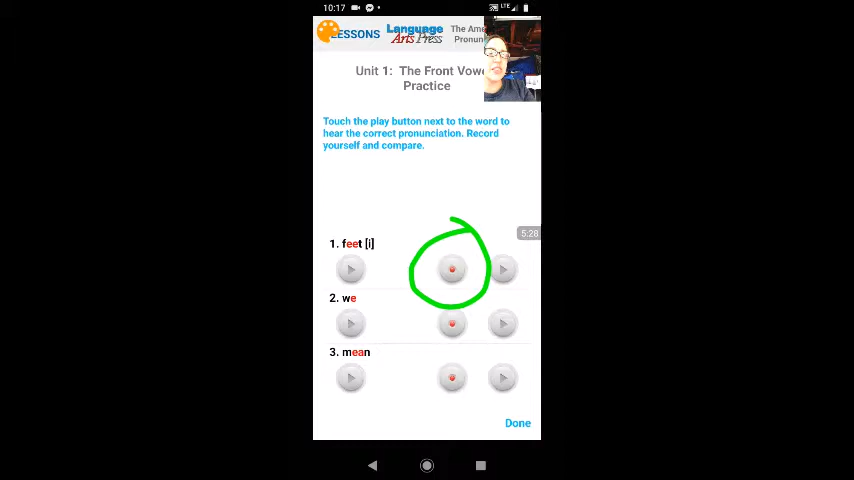 10:17
LTE
LESSONS
Language
Arts Press
The Ame
Pronun
Unit 1: The Front Vowe
Practice
Touch the play button next to the word to
hear the correct pronunciation. Record
yourself and compare.
5:28
1. feet [i]
2. we
3. mean
Done